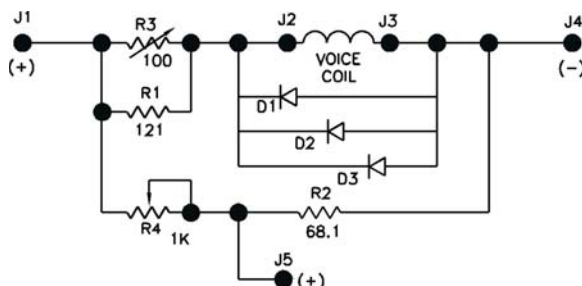 J1
R3
J2
J3
J4
(+)
100
VOICE
COIL
(-)
R1
121
D1
D2
D3
R2
R4
1K
68.1
J5
(+)